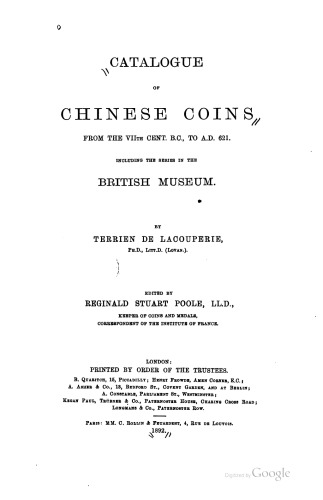 9
CATALOGUE
OF
CHINESE COINS
FROM THE VIITH CENT. B.C., TO A.D. 621.
INCLUDING THE SERIES IN THE
BRITISH MUSEUM.
BY
TERRIEN DE LACOUPERIE,
PH.D., LITT.D. (LOVAN.).
EDITED BY
REGINALD STUART POOLE, LL.D.,
KEEPER OF COINS AND MEDALS,
CORRESPONDENT OF THE INSTITUTE OF FRANCE.
LONDON:
PRINTED BY ORDER OF THE TRUSTEES.
B. QUARITCH, 15, PICCADILLY; HENRY FROWDE, AMEN CORNER, E.C.;
A. ASHER & CO., 13, BEDFORD ST., COVENT GARDEN, AND AT BERLIN;
A. CONSTABLE, PARLIAMENT ST., WESTMINSTER;
KEGAN PAUL, TRÜBNER & CO., PATERNOSTER HOUSE, CHARING CROSS ROAD;
LONGMANS & CO., PATERNOSTER ROW.
PARIS: MM. C. ROLLIN & FEUARDENT, 4, RUE DE LOUVOIS.
1892.
Digitized by Google